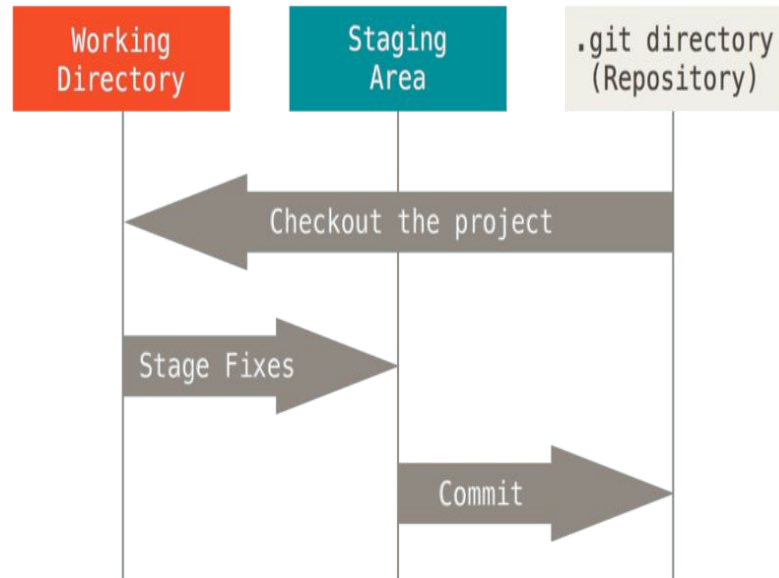 Working
Directory
Staging
Area
.git directory
(Repository)
Checkout the project
Stage Fixes
Commit